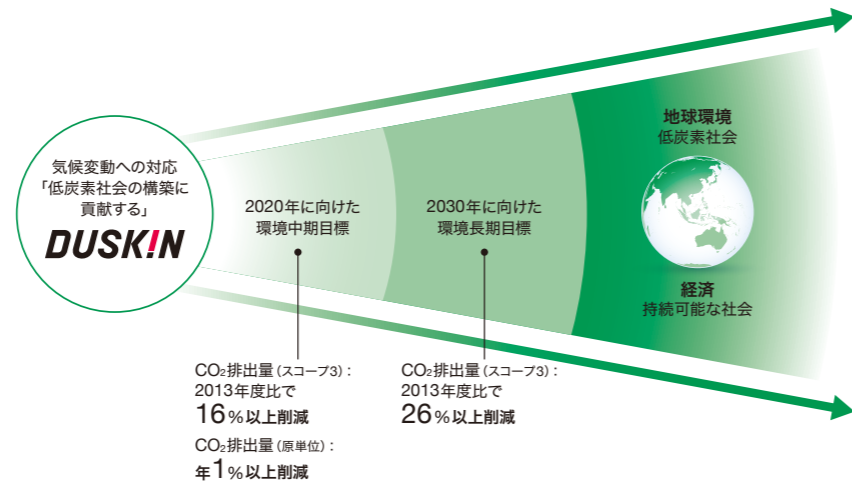 気候変動への対応
「低炭素社会の構築に
貢献する」
DUSK!N
2020年に向けた
環境中期目標
2030年に向けた
環境長期目標
地球環境
低炭素社会
経済
持続可能な社会
CO₂排出量(スコープ3):
2013年度比で
16%以上削減
CO₂排出量(原単位):
年1%以上削減
CO₂排出量(スコープ3):
2013年度比で
26%以上削減